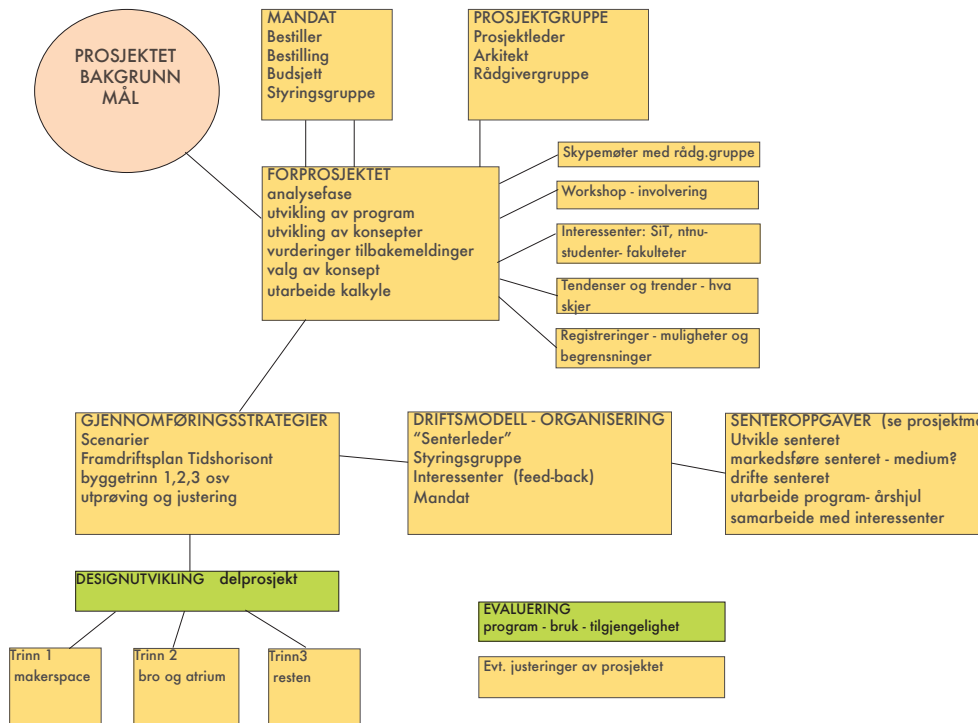 PROSJEKTET
BAKGRUNN
MÅL
MANDAT
Bestiller
Bestilling
Budsjett
Styringsgruppe
PROSJEKTGRUPPE
Prosjektleder
Arkitekt
Rådgivergruppe
FORPROSJEKTET
analysefase
utvikling av program
utvikling av konsepter
vurderinger tilbakemeldinger
valg av konsept
utarbeide kalkyle
Skypemøter med rådg.gruppe
Workshop - involvering
Interessenter: SiT, ntnu-
studenter- fakulteter
Tendenser og trender - hva
skjer
Registreringer - muligheter og
begrensninger
GJENNOMFØRINGSSTRATEGIER
Scenarier
Framdriftsplan Tidshorisont
byggetrinn 1,2,3 osv
utprøving og justering
DRIFTSMODELL - ORGANISERING
”Senterleder”
Styringsgruppe
Interessenter (feed-back)
Mandat
SENTEROPPGAVER (se
Utvikle senteret
markedsføre senteret - medium?
drifte senteret
utarbeide program- årshjul
samarbeide med interessenter
DESIGNUTVIKLING delprosjekt
Trinn 1
makerspace
Trinn 2
bro og atrium
Trinn3
resten
EVALUERING
program - bruk - tilgjengelighet
Evt. justeringer av prosjektet